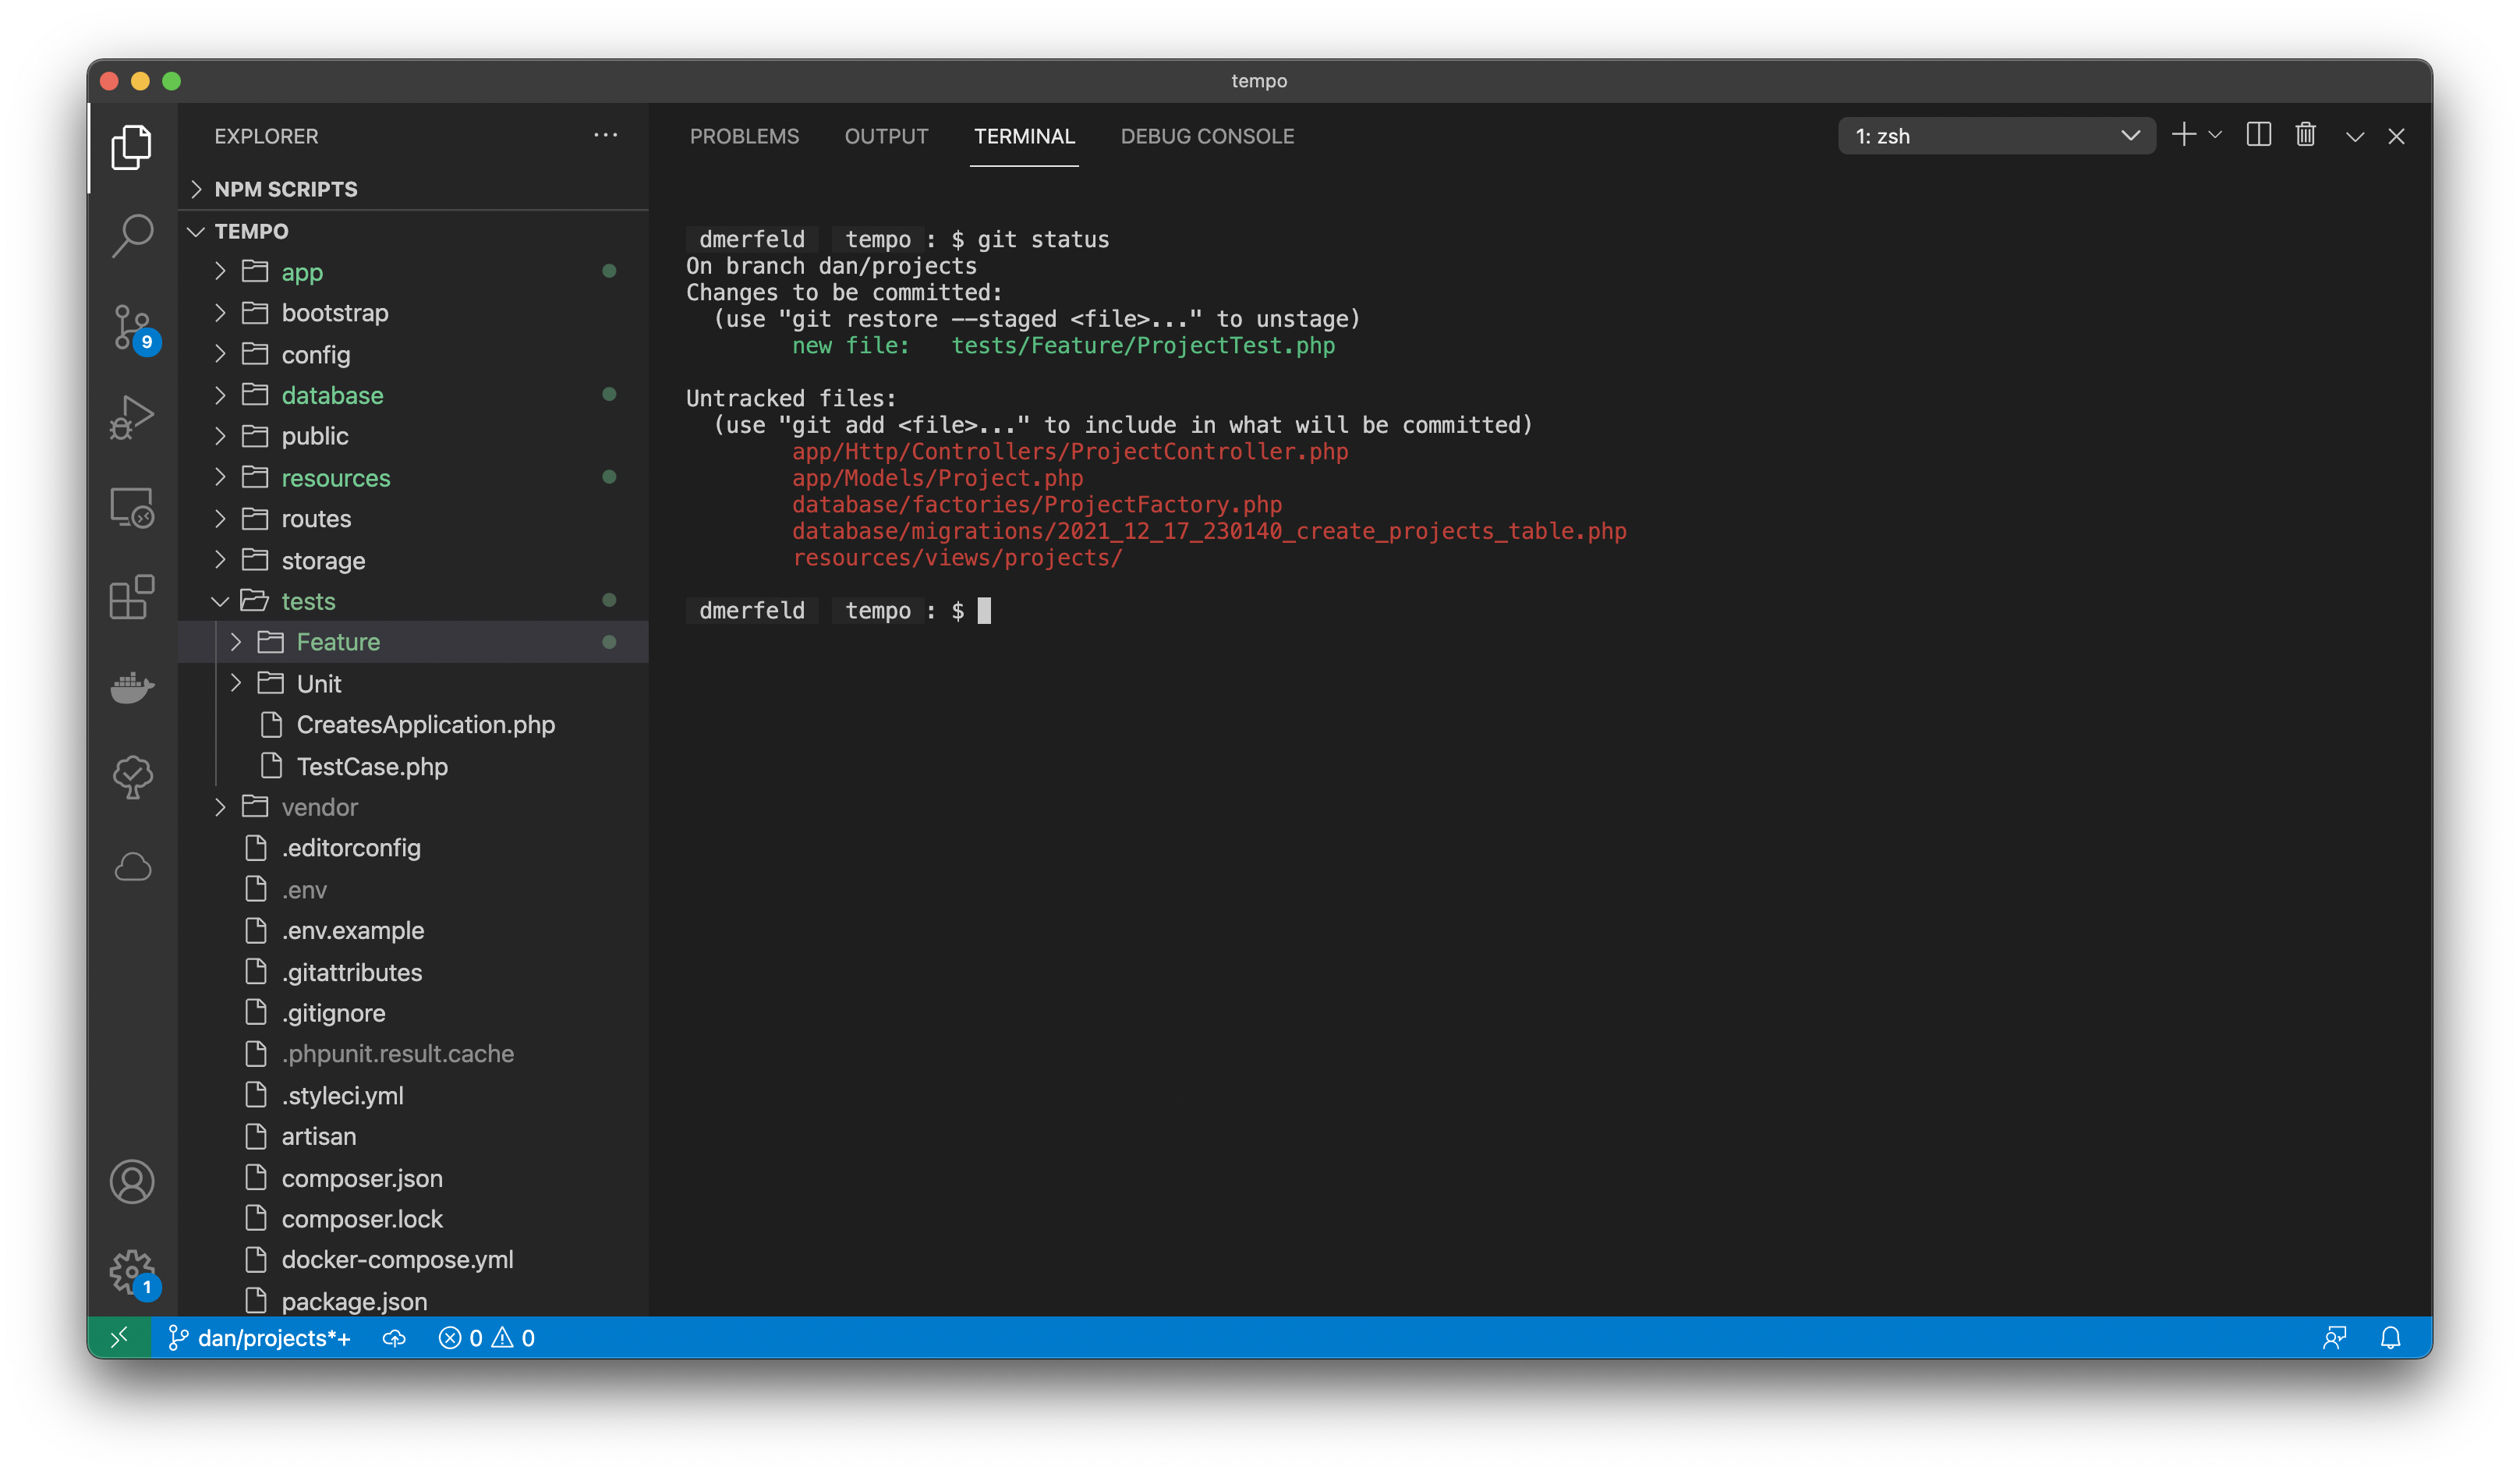 tempo
EXPLORER
NPM SCRIPTS
TEMPO
app
bootstrap
config
database
public
resources
routes
storage
tests
Feature
Unit
CreatesApplication.php
TestCase.php
vendor
.editorconfig
.env
.env.example
.gitattributes
.gitignore
.phpunit.result.cache
.styleci.yml
artisan
composer.json
composer.lock
docker-compose.yml
package.json
9
1
PROBLEMS OUTPUT TERMINAL DEBUG CONSOLE 1: zsh
dmerfeld tempo : $ git status
On branch dan/projects
Changes to be committed:
(use "git restore --staged <file>..." to unstage)
new file:   tests/Feature/ProjectTest.php
Untracked files:
(use "git add <file>..." to include in what will be committed)
app/Http/Controllers/ProjectController.php
app/Models/Project.php
database/factories/ProjectFactory.php
database/migrations/2021_12_17_230140_create_projects_table.php
resources/views/projects/
dmerfeld tempo : $
dan/projects*+ 0 0